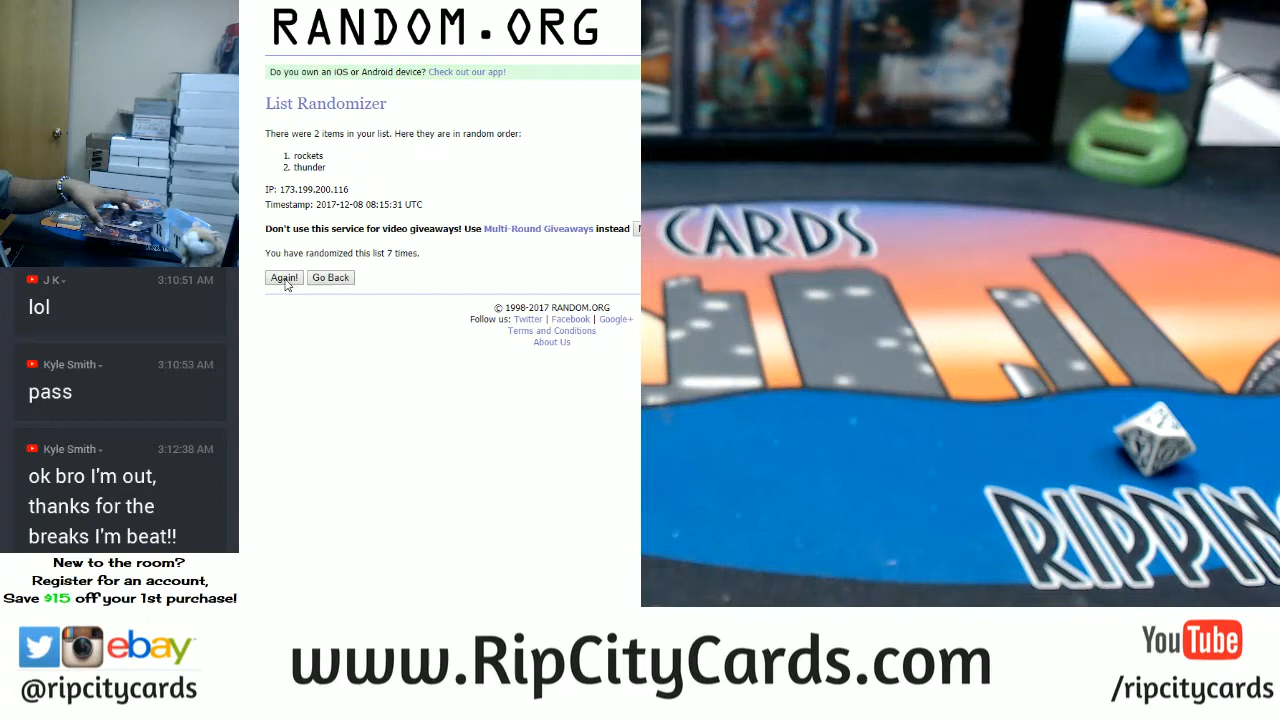 RANDOM.ORG
Do you own an iOS or Android device? Check out our app!
List Randomizer
There were 2 items in your list. Here they are in random order:
1. rockets
2. thunder
IP: 173.199.200.116
Timestamp: 2017-12-08 08:15:31 UTC
Don't use this service for video giveaways! Use Multi-Round Giveaways instead
You have randomized this list 7 times.
Again! Go Back
© 1998-2017 RANDOM.ORG
Follow us: Twitter | Facebook | Google+
Terms and Conditions
About Us
J K 3:10:51 AM
lol
Kyle Smith 3:10:53 AM
pass
Kyle Smith 3:12:38 AM
ok bro I'm out,
thanks for the
breaks I'm beat!!
New to the room?
Register for an account,
Save $15 off your 1st purchase!
CARDS
RIPPIN
ebay
@ripcitycards
www.RipCityCards.com
YouTube
/ripcitycards